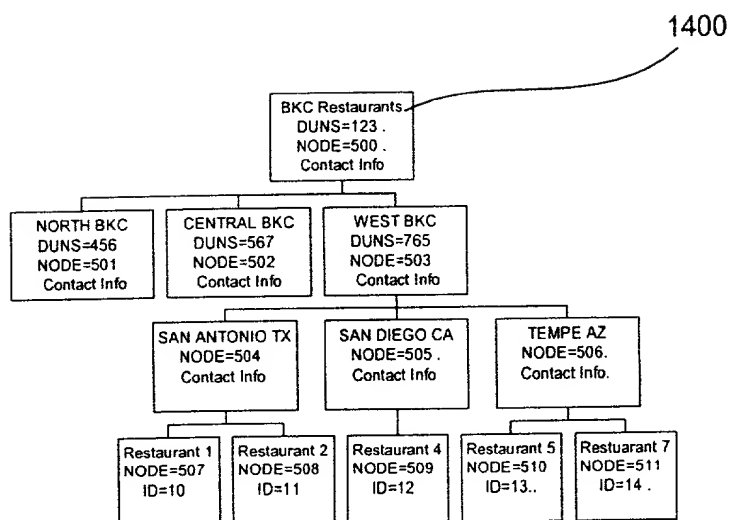 1400
BKC Restaurants
DUNS=123 .
NODE=500 .
Contact Info
NORTH BKC
DUNS=456
NODE=501
Contact Info
CENTRAL BKC
DUNS=567
NODE=502
Contact Info
WEST BKC
DUNS=765
NODE=503
Contact Info
SAN ANTONIO TX
NODE=504
Contact Info
SAN DIEGO CA
NODE=505 .
Contact Info
TEMPE AZ
NODE=506.
Contact Info.
Restaurant 1
NODE=507
ID=10
Restaurant 2
NODE=508
ID=11
Restaurant 4
NODE=509
ID=12
Restaurant 5
NODE=510
ID=13..
Restuarant 7
NODE=511
ID=14 .